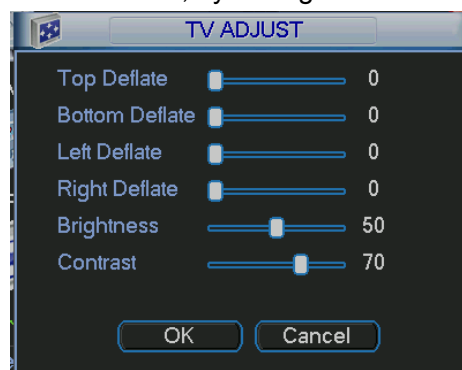 TV ADJUST
Top Deflate 0
Bottom Deflate 0
Left Deflate 0
Right Deflate 0
Brightness 50
Contrast 70
OK Cancel